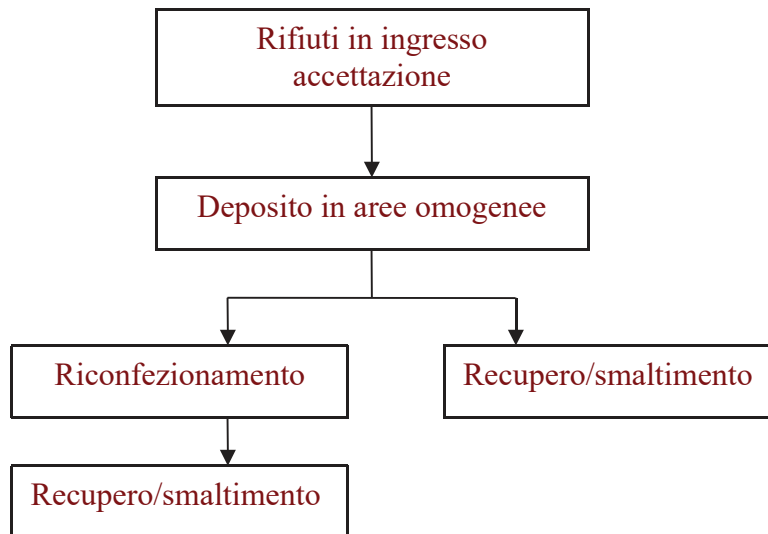 Rifiuti in ingresso
accettazione
Deposito in aree omogenee
Riconfezionamento
Recupero/smaltimento
Recupero/smaltimento